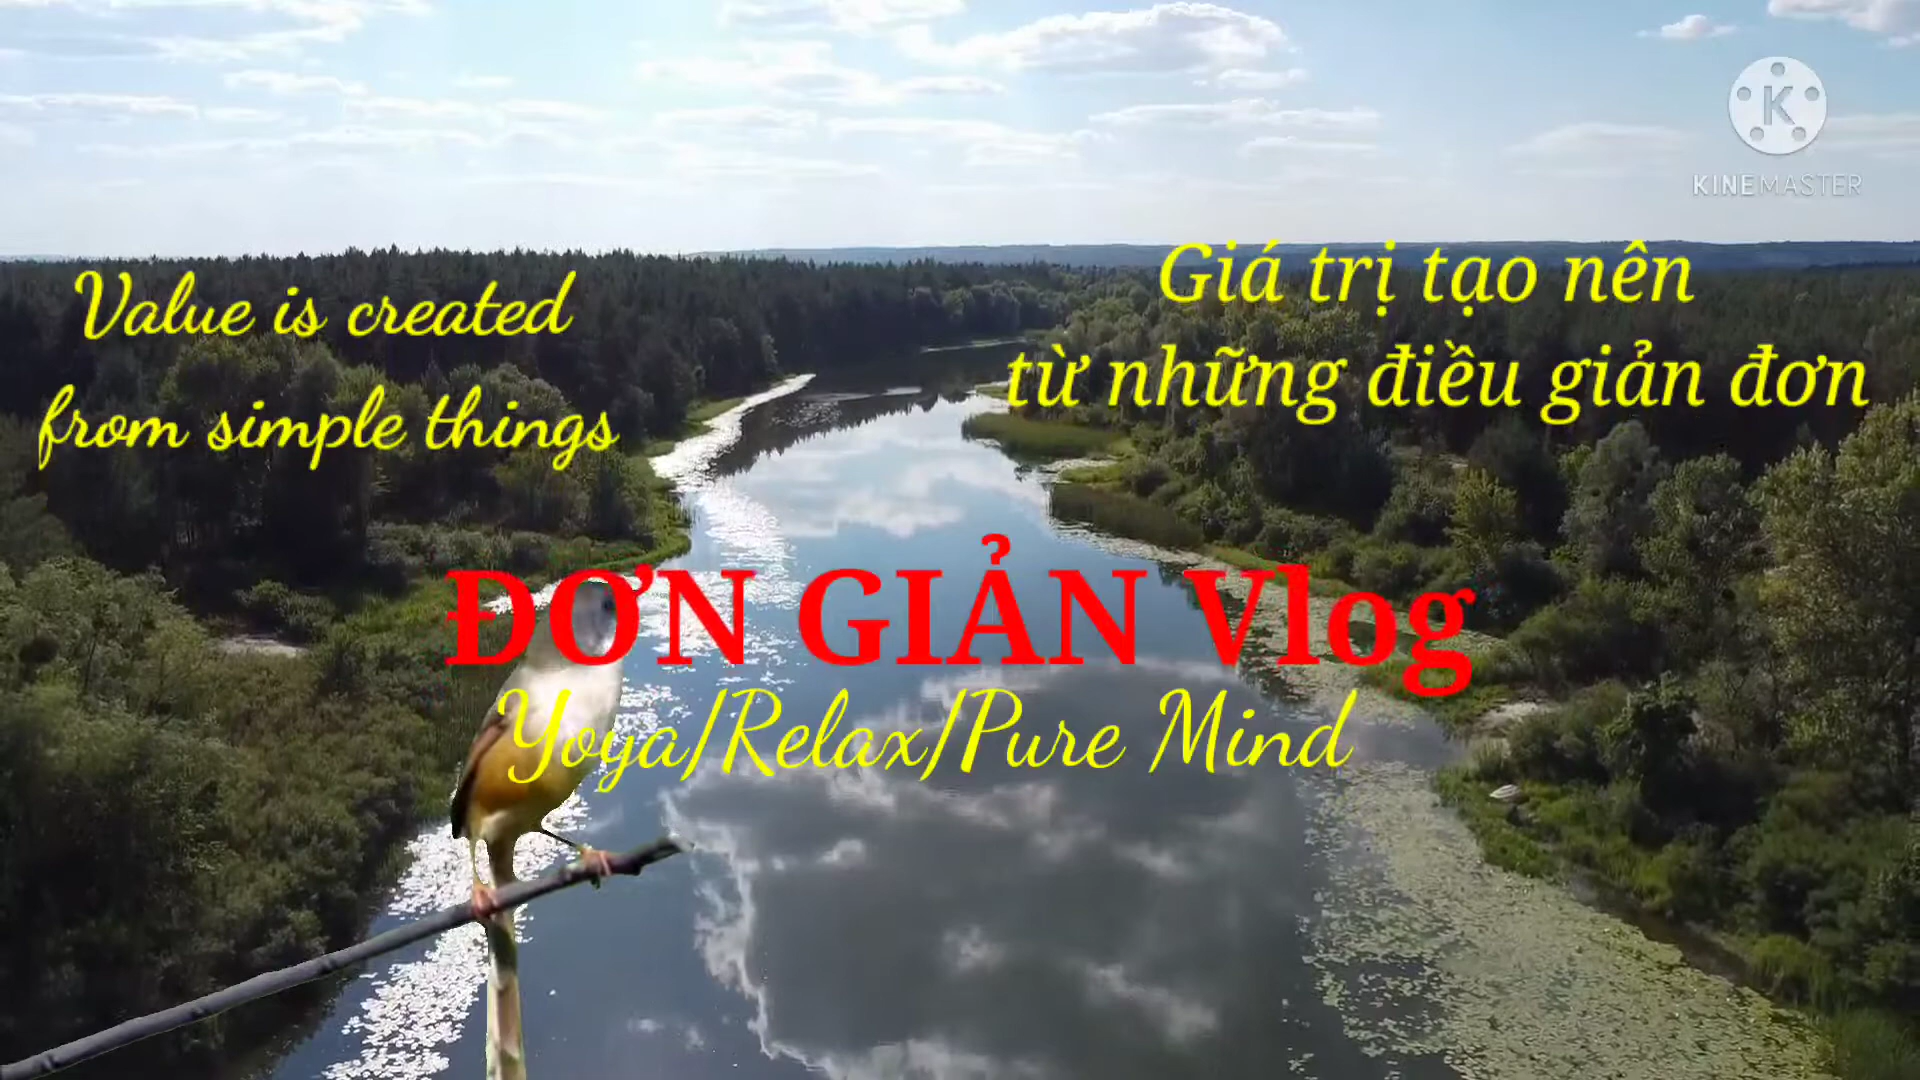 KINEMASTER
Value is created
from simple things
Giá trị tạo nên
từ những điều giản đơn
ĐƠN GIẢN Vlog
Yoya/Relax/Pure Mind